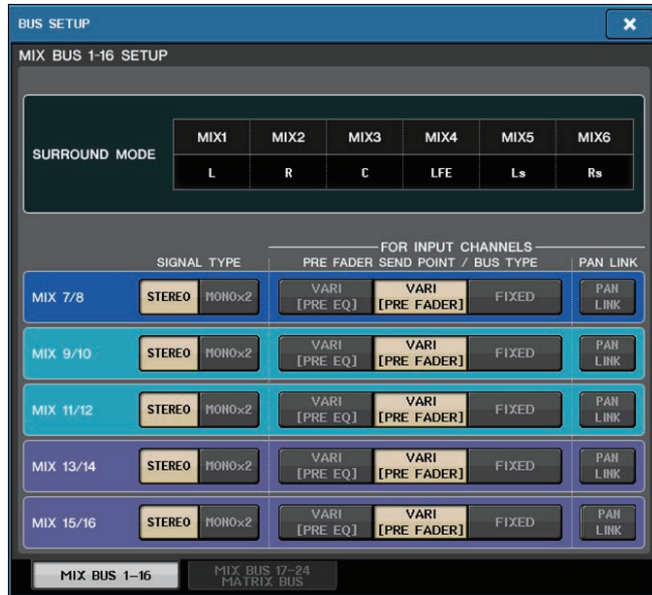 BUS SETUP
×
MIX BUS 1-16 SETUP
SURROUND MODE
MIX1 MIX2 MIX3 MIX4 MIX5 MIX6
L R C LFE Ls Rs
FOR INPUT CHANNELS
SIGNAL TYPE PRE FADER SEND POINT / BUS TYPE PAN LINK
MIX 7/8 STEREO MONO×2 VARI [PRE EQ] VARI [PRE FADER] FIXED PAN LINK
MIX 9/10 STEREO MONO×2 VARI [PRE EQ] VARI [PRE FADER] FIXED PAN LINK
MIX 11/12 STEREO MONO×2 VARI [PRE EQ] VARI [PRE FADER] FIXED PAN LINK
MIX 13/14 STEREO MONO×2 VARI [PRE EQ] VARI [PRE FADER] FIXED PAN LINK
MIX 15/16 STEREO MONO×2 VARI [PRE EQ] VARI [PRE FADER] FIXED PAN LINK
MIX BUS 1-16
MIX BUS 17-24
MATRIX BUS